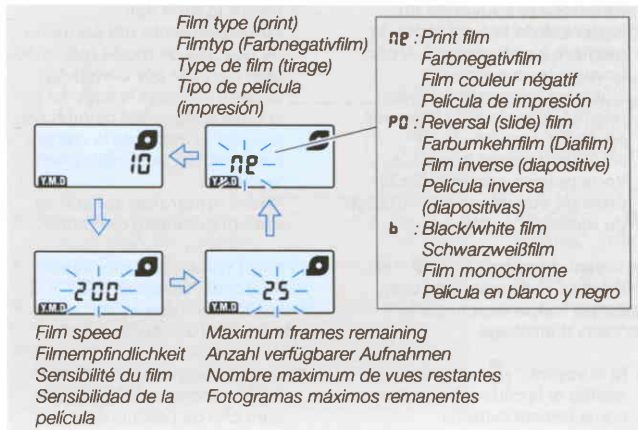 Film type (print)
Filmtyp (Farbnegativfilm)
Type de film (tirage)
Tipo de película
(impresión)
ne : Print film
Farbnegativfilm
Film couleur négatif
Película de impresión
PO : Reversal (slide) film
Farbumkehrfilm (Diafilm)
Film inverse (diapositive)
Película inversa
(diapositivas
b : Black/white film
Schwarzweißfilm
Film monochrome
Película en blanco y negro
10
Y.M.D
ne
Y.M.D
200
Y.M.D
25
Y.M.D
Film speed
Filmempfindlichkeit
Sensibilité du film
Sensibilidad de la
película
Maximum frames remaining
Anzahl verfügbarer Aufnahmen
Nombre maximum de vues restantes
Fotogramas máximos remanentes